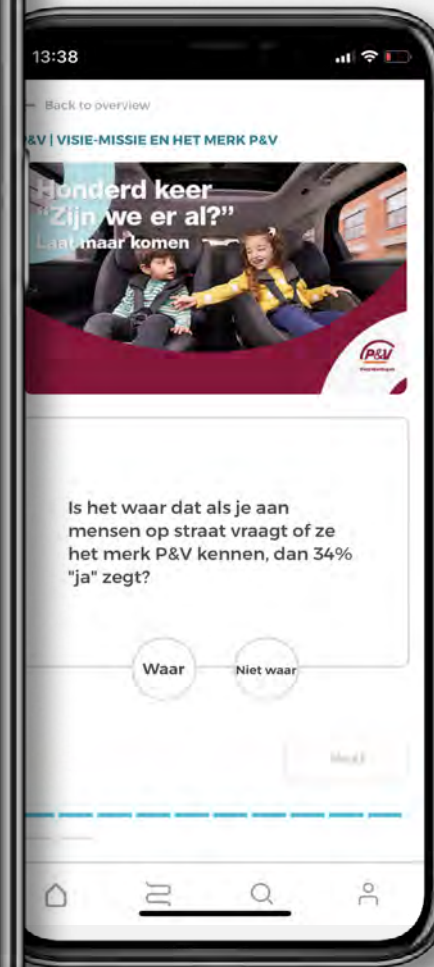 13:38
Back to overview
&V | VISIE-MISSIE EN HET MERK P&V
Honderd keer
"Zijn we er al?"
Laat maar komen
P&V
Is het waar dat als je aan
mensen op straat vraagt of ze
het merk P&V kennen, dan 34%
"ja" zegt?
Waar
Niet waar
Next